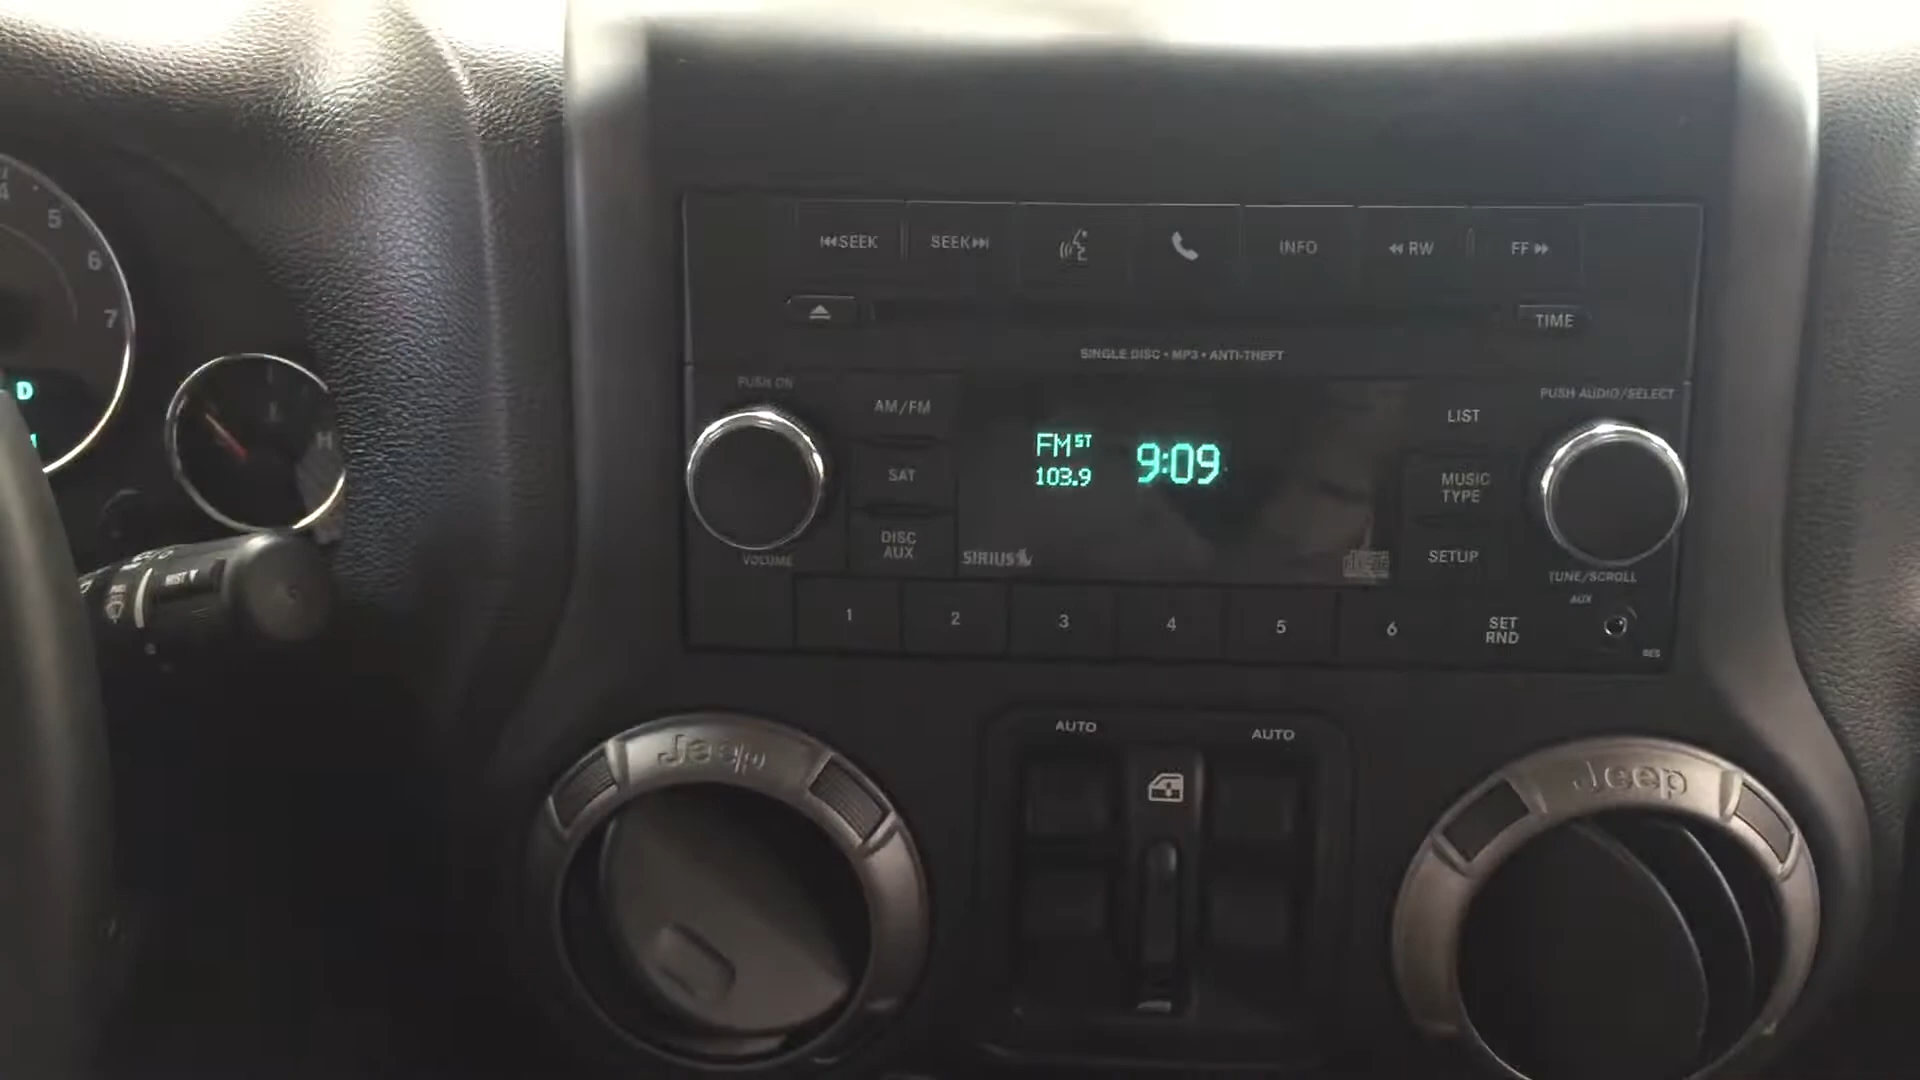 5
6
7
D
H
MIST
SEEK
SEEK
INFO
RW
FF
TIME
SINGLE DISC • MP3 • ANTI-THEFT
PUSH ON
VOLUME
AM/FM
SAT
DISC
AUX
FM ST
103.9
9:09
SIRIUS
LIST
MUSIC
TYPE
SETUP
PUSH AUDIO/SELECT
TUNE/SCROLL
AUX
1
2
3
4
5
6
SET
RND
RES
Jeep
AUTO
AUTO
Jeep